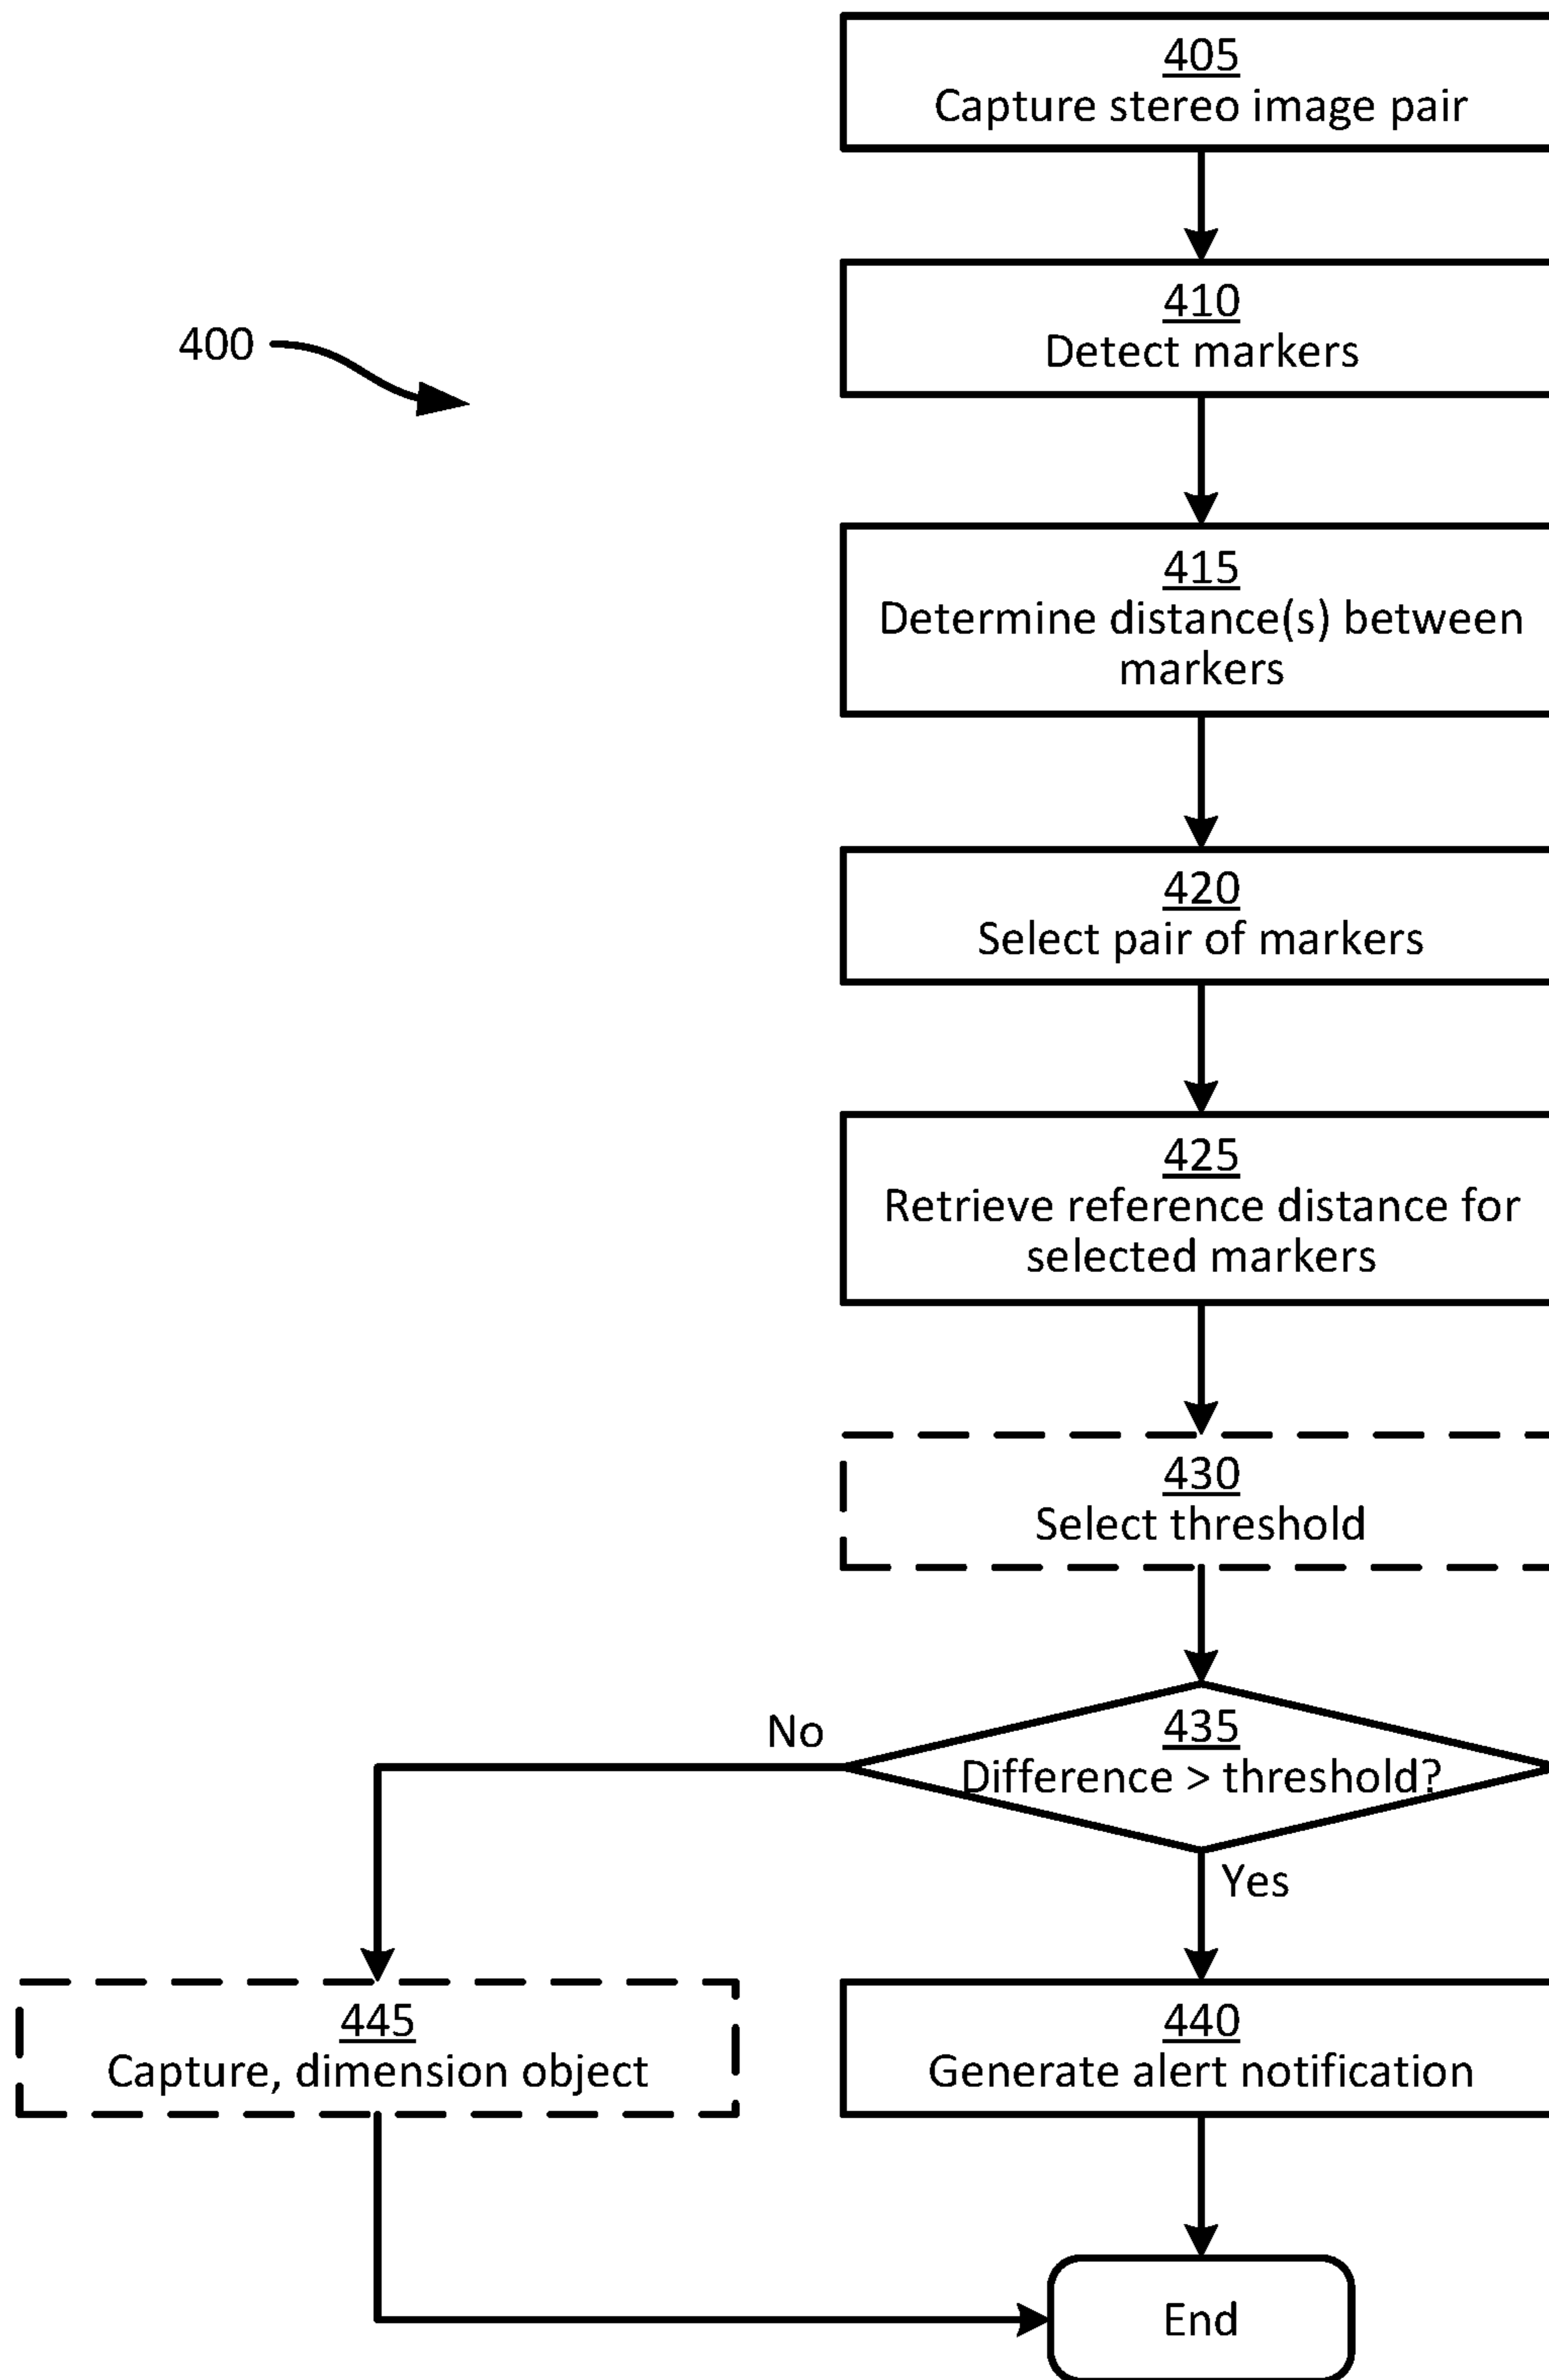 405
Capture stereo image pair
400
410
Detect markers
415
Determine distance(s) between
markers
420
Select pair of markers
425
Retrieve reference distance for
selected markers
430
Select threshold
No
435
Difference > threshold?
Yes
445
Capture, dimension object
440
Generate alert notification
End